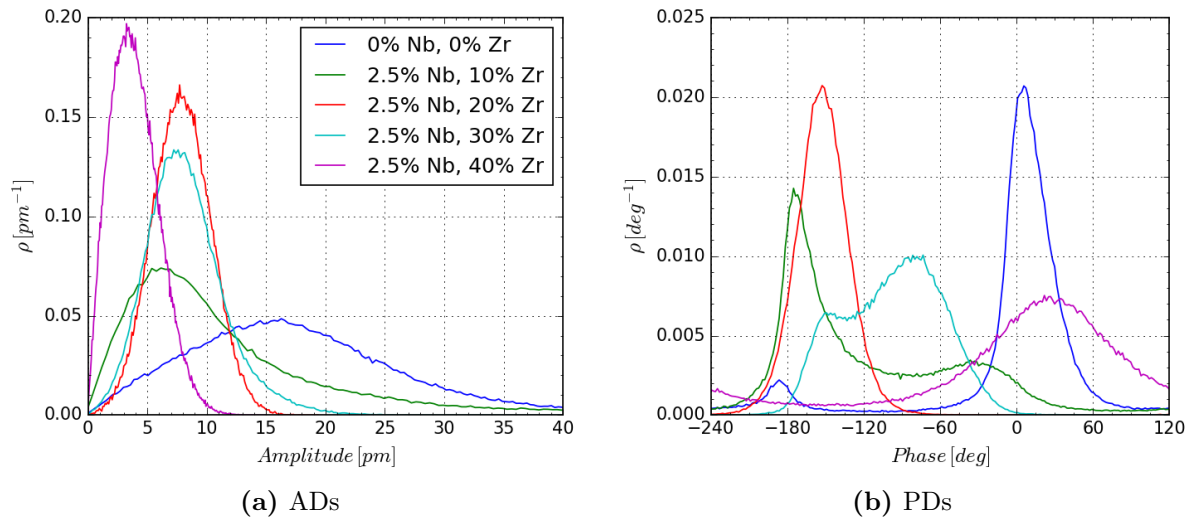 0.20
0.15
0.10
0.05
0.00
ρ [pm⁻¹]
0% Nb, 0% Zr
2.5% Nb, 10% Zr
2.5% Nb, 20% Zr
2.5% Nb, 30% Zr
2.5% Nb, 40% Zr
0 5 10 15 20 25 30 35 40
Amplitude [pm]
(a) ADs
0.025
0.020
0.015
0.010
0.005
0.000
ρ [deg⁻¹]
−240 −180 −120 −60 0 60 120
Phase [deg]
(b) PDs